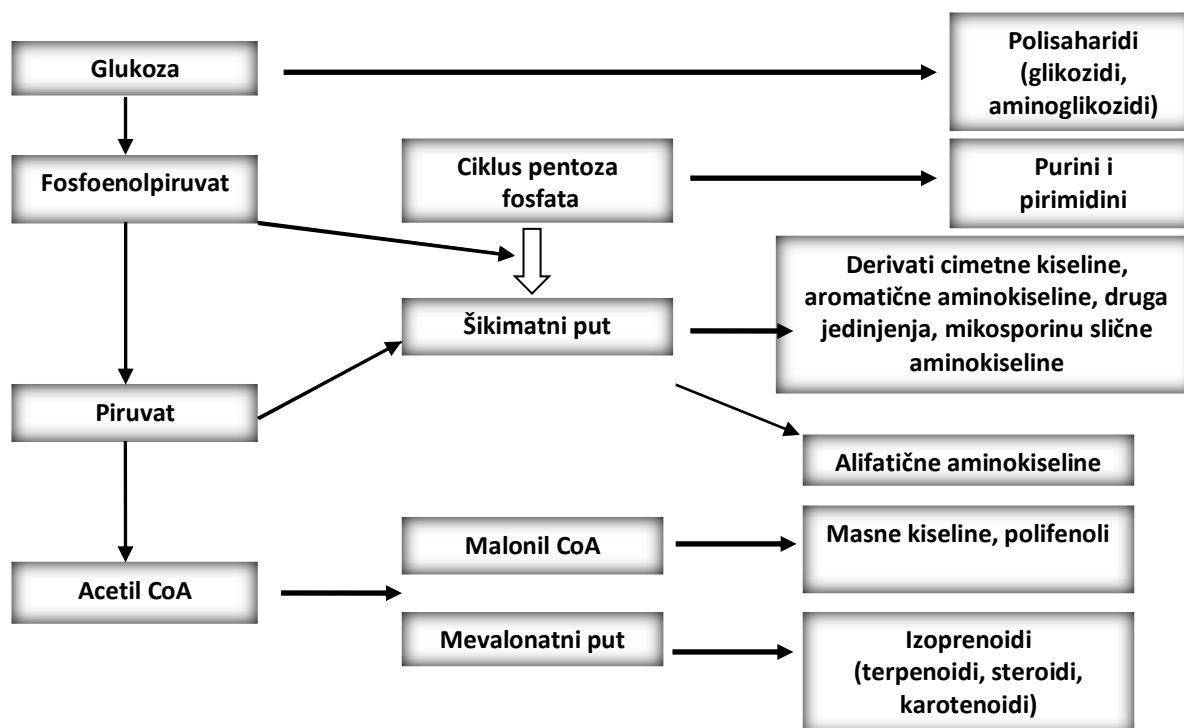 Glukoza
Polisaharidi
(glikozidi,
aminoglikozidi)
Fosfoenolpiruvat
Ciklus pentoza
fosfata
Purini i
pirimidini
Šikimatni put
Derivati cimetne kiseline,
aromatične aminokiseline, druga
jedinjenja, mikosporinu slične
aminokiseline
Piruvat
Alifatične aminokiseline
Malonil CoA
Masne kiseline, polifenoli
Acetil CoA
Mevalonatni put
Izoprenoidi
(terpenoidi, steroidi,
karotenoidi)